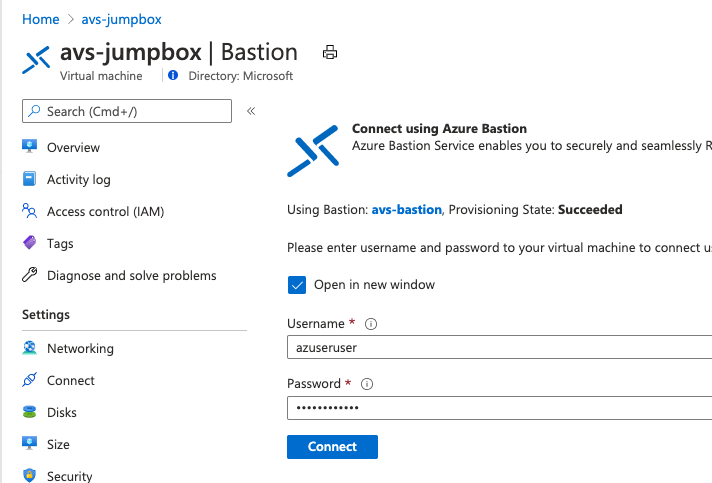 Home > avs-jumpbox
avs-jumpbox | Bastion
Virtual machine
Directory: Microsoft
Search (Cmd+/)
«
Overview
Activity log
Access control (IAM)
Tags
Diagnose and solve problems
Settings
Networking
Connect
Disks
Size
Security
Connect using Azure Bastion
Azure Bastion Service enables you to securely and seamlessly R
Using Bastion: avs-bastion, Provisioning State: Succeeded
Please enter username and password to your virtual machine to connect us
Open in new window
Username *
azuseruser
Password *
••••••••••••
Connect